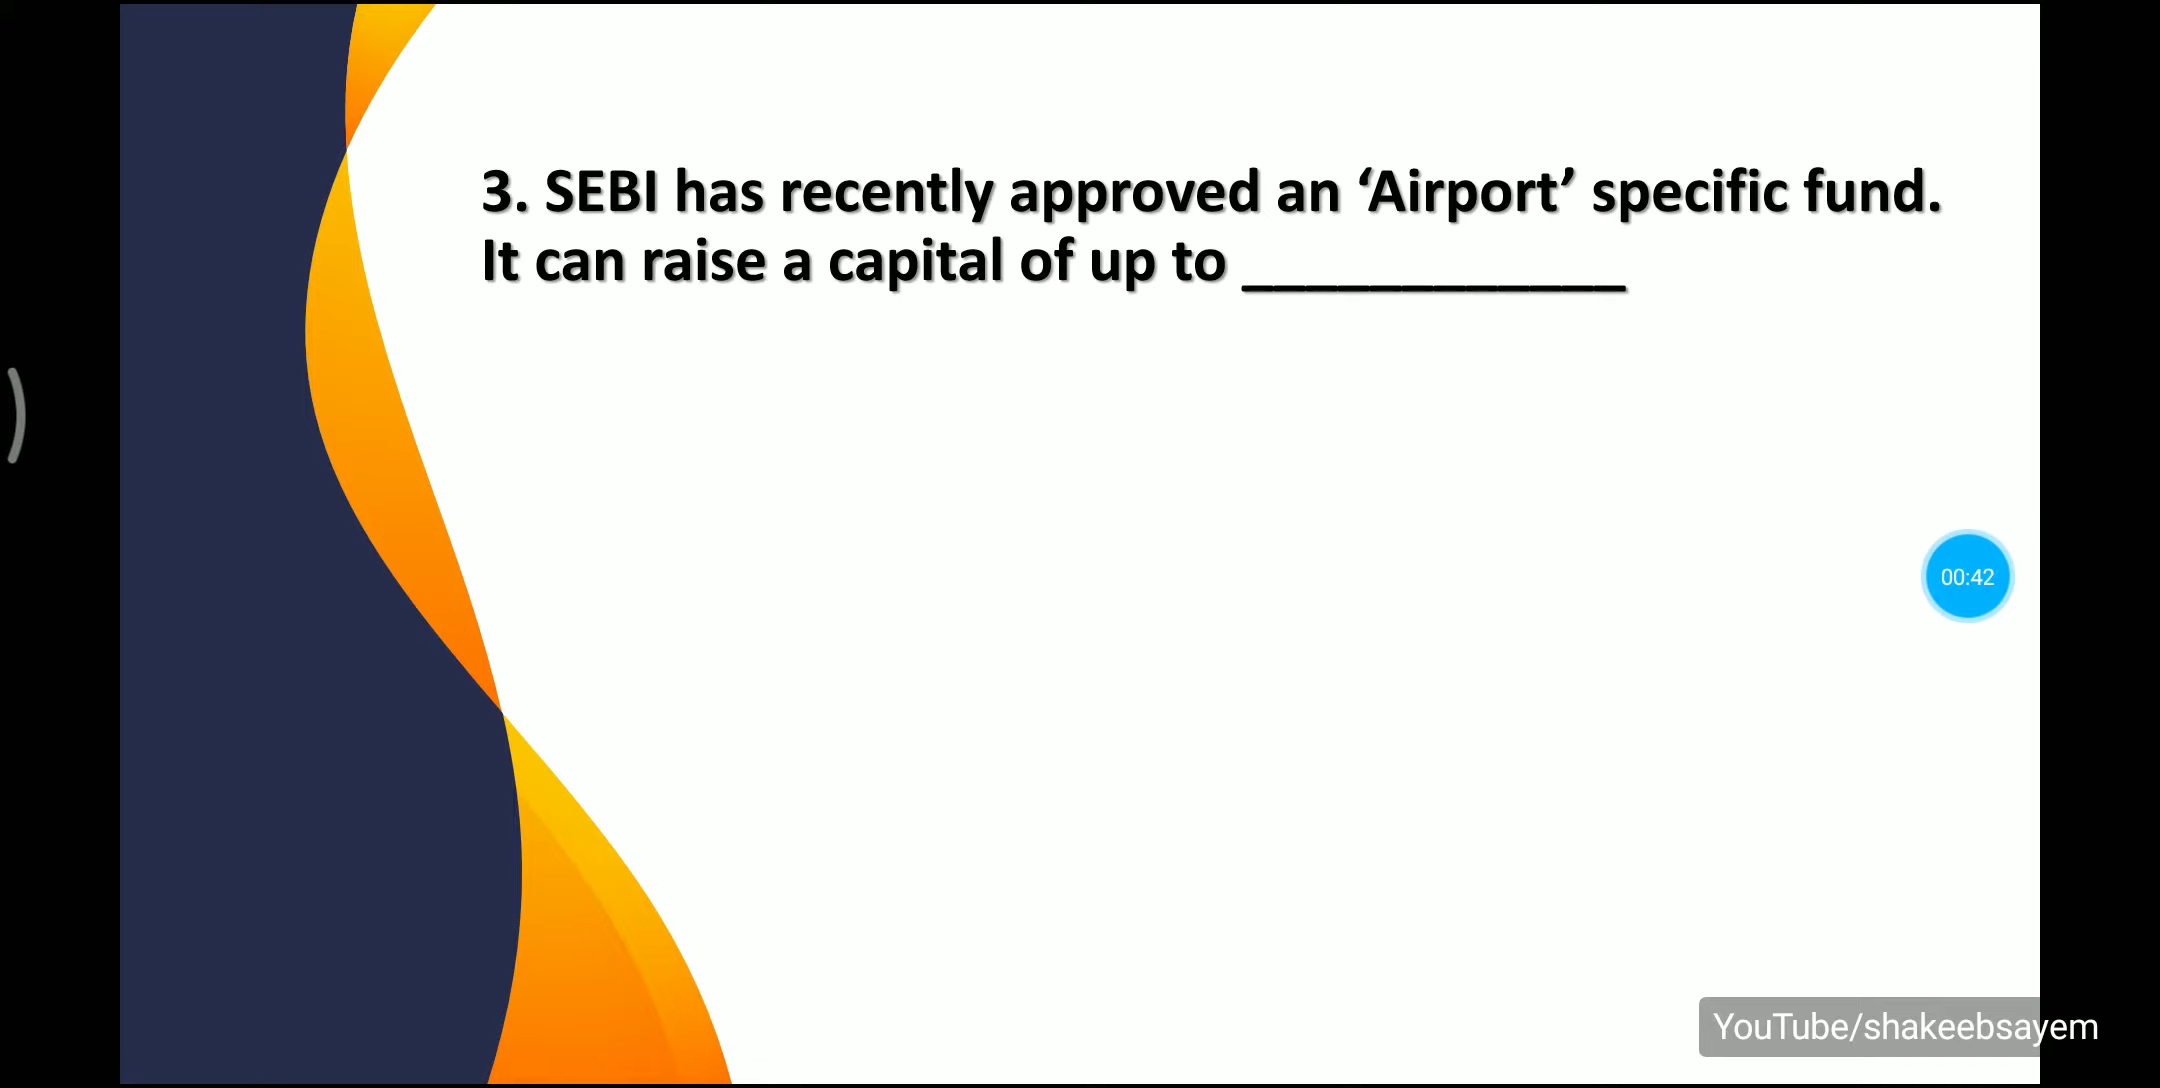 3. SEBI has recently approved an ‘Airport’ specific fund.
It can raise a capital of up to ____________
00:42
YouTube/shakeebsayem